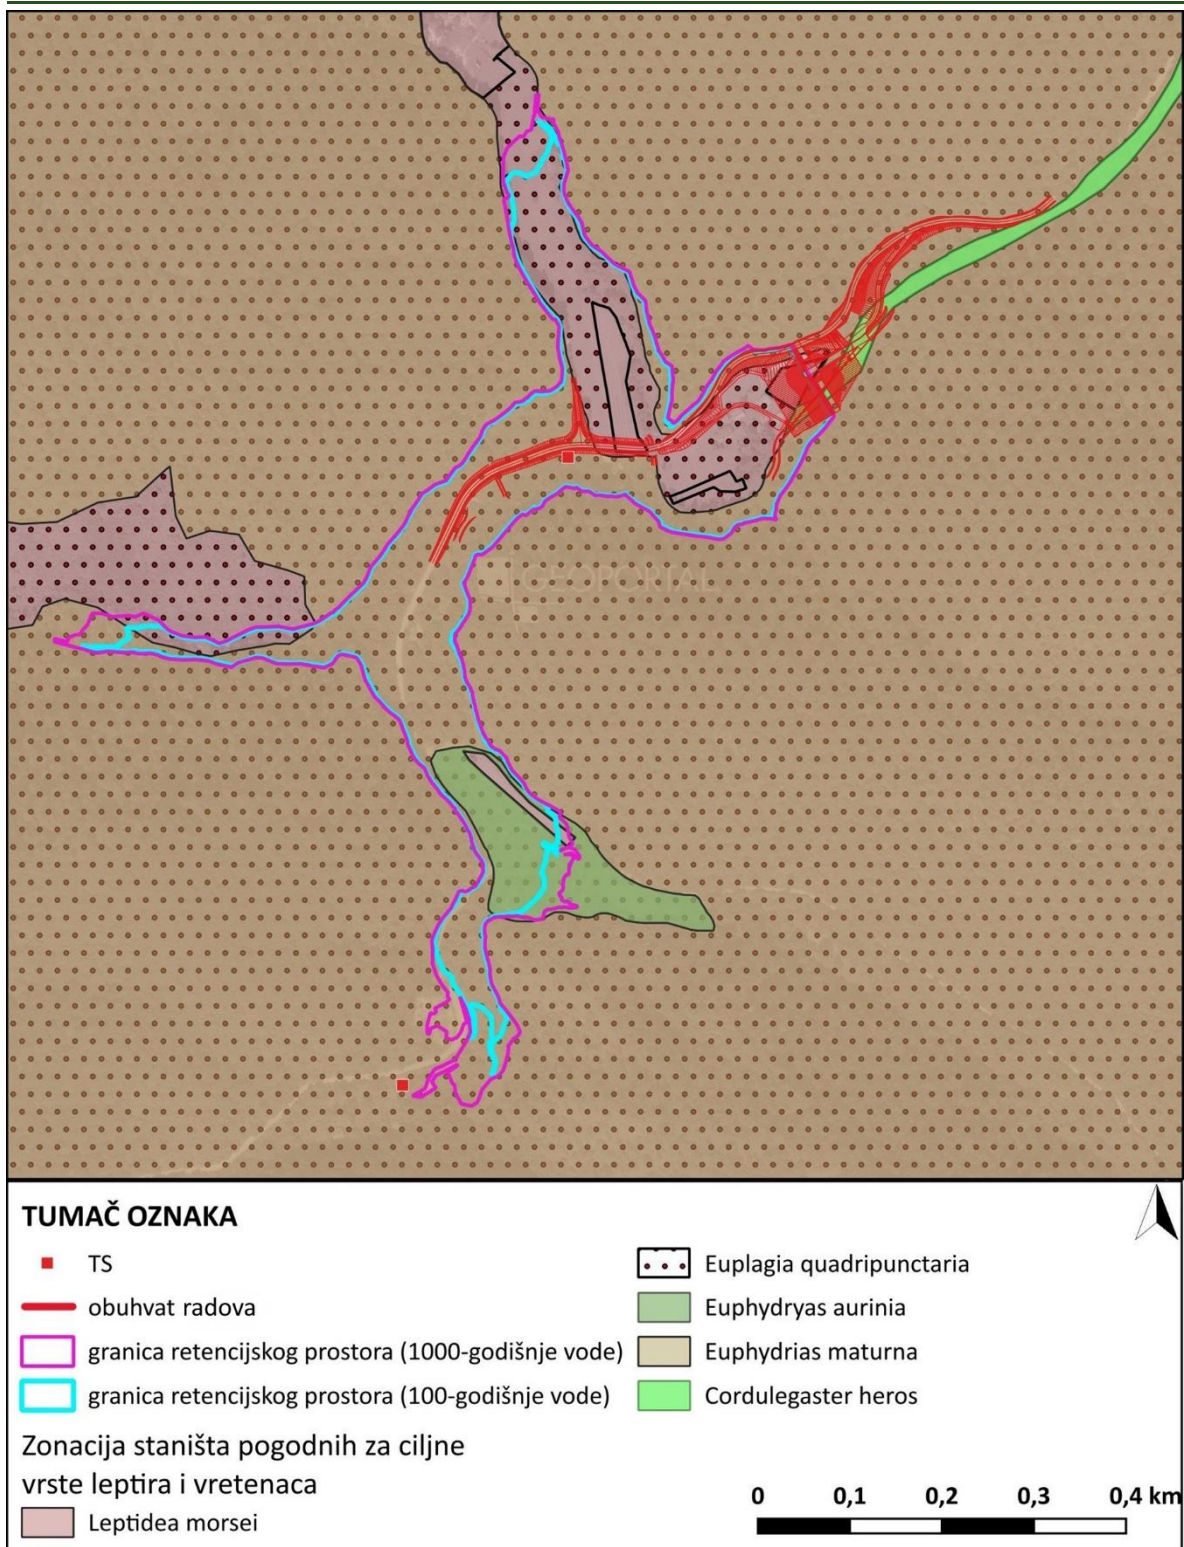 GEOPORTAL
TUMAČ OZNAKA
TS
obuhvat radova
granica retencijskog prostora (1000-godišnje vode)
granica retencijskog prostora (100-godišnje vode)
Zonacija staništa pogodnih za ciljne
vrste leptira i vretenaca
Leptidea morsei
Euplagia quadripunctaria
Euphydryas aurinia
Euphydrias maturna
Cordulegaster heros
0 0,1 0,2 0,3 0,4 km